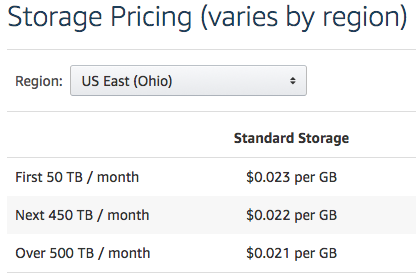 Storage Pricing (varies by region)
Region: US East (Ohio)
Standard Storage
First 50 TB / month $0.023 per GB
Next 450 TB / month $0.022 per GB
Over 500 TB / month $0.021 per GB